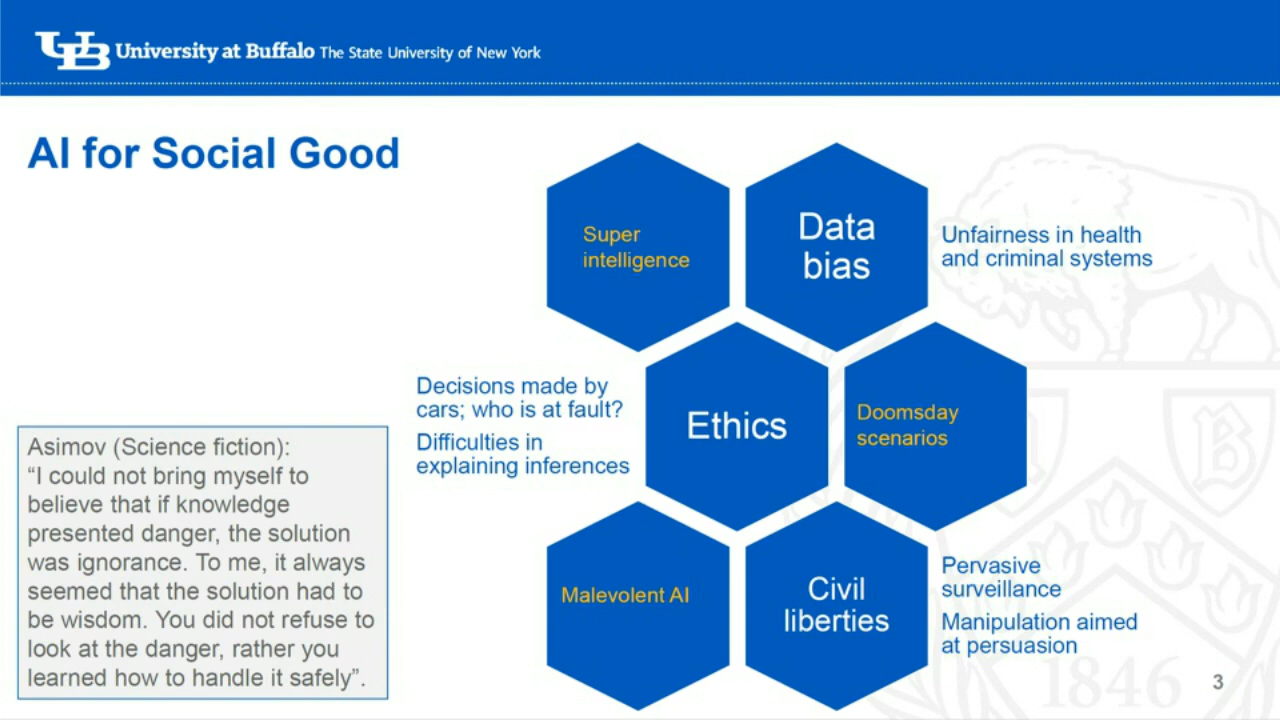 UB University at Buffalo The State University of New York
AI for Social Good
Super
intelligence
Data
bias
Unfairness in health
and criminal systems
Decisions made by
cars; who is at fault?
Difficulties in
explaining inferences
Ethics
Doomsday
scenarios
Asimov (Science fiction):
“I could not bring myself to
believe that if knowledge
presented danger, the solution
was ignorance. To me, it always
seemed that the solution had to
be wisdom. You did not refuse to
look at the danger, rather you
learned how to handle it safely”.
Malevolent AI
Civil
liberties
Pervasive
surveillance
Manipulation aimed
at persuasion
B
1846
3